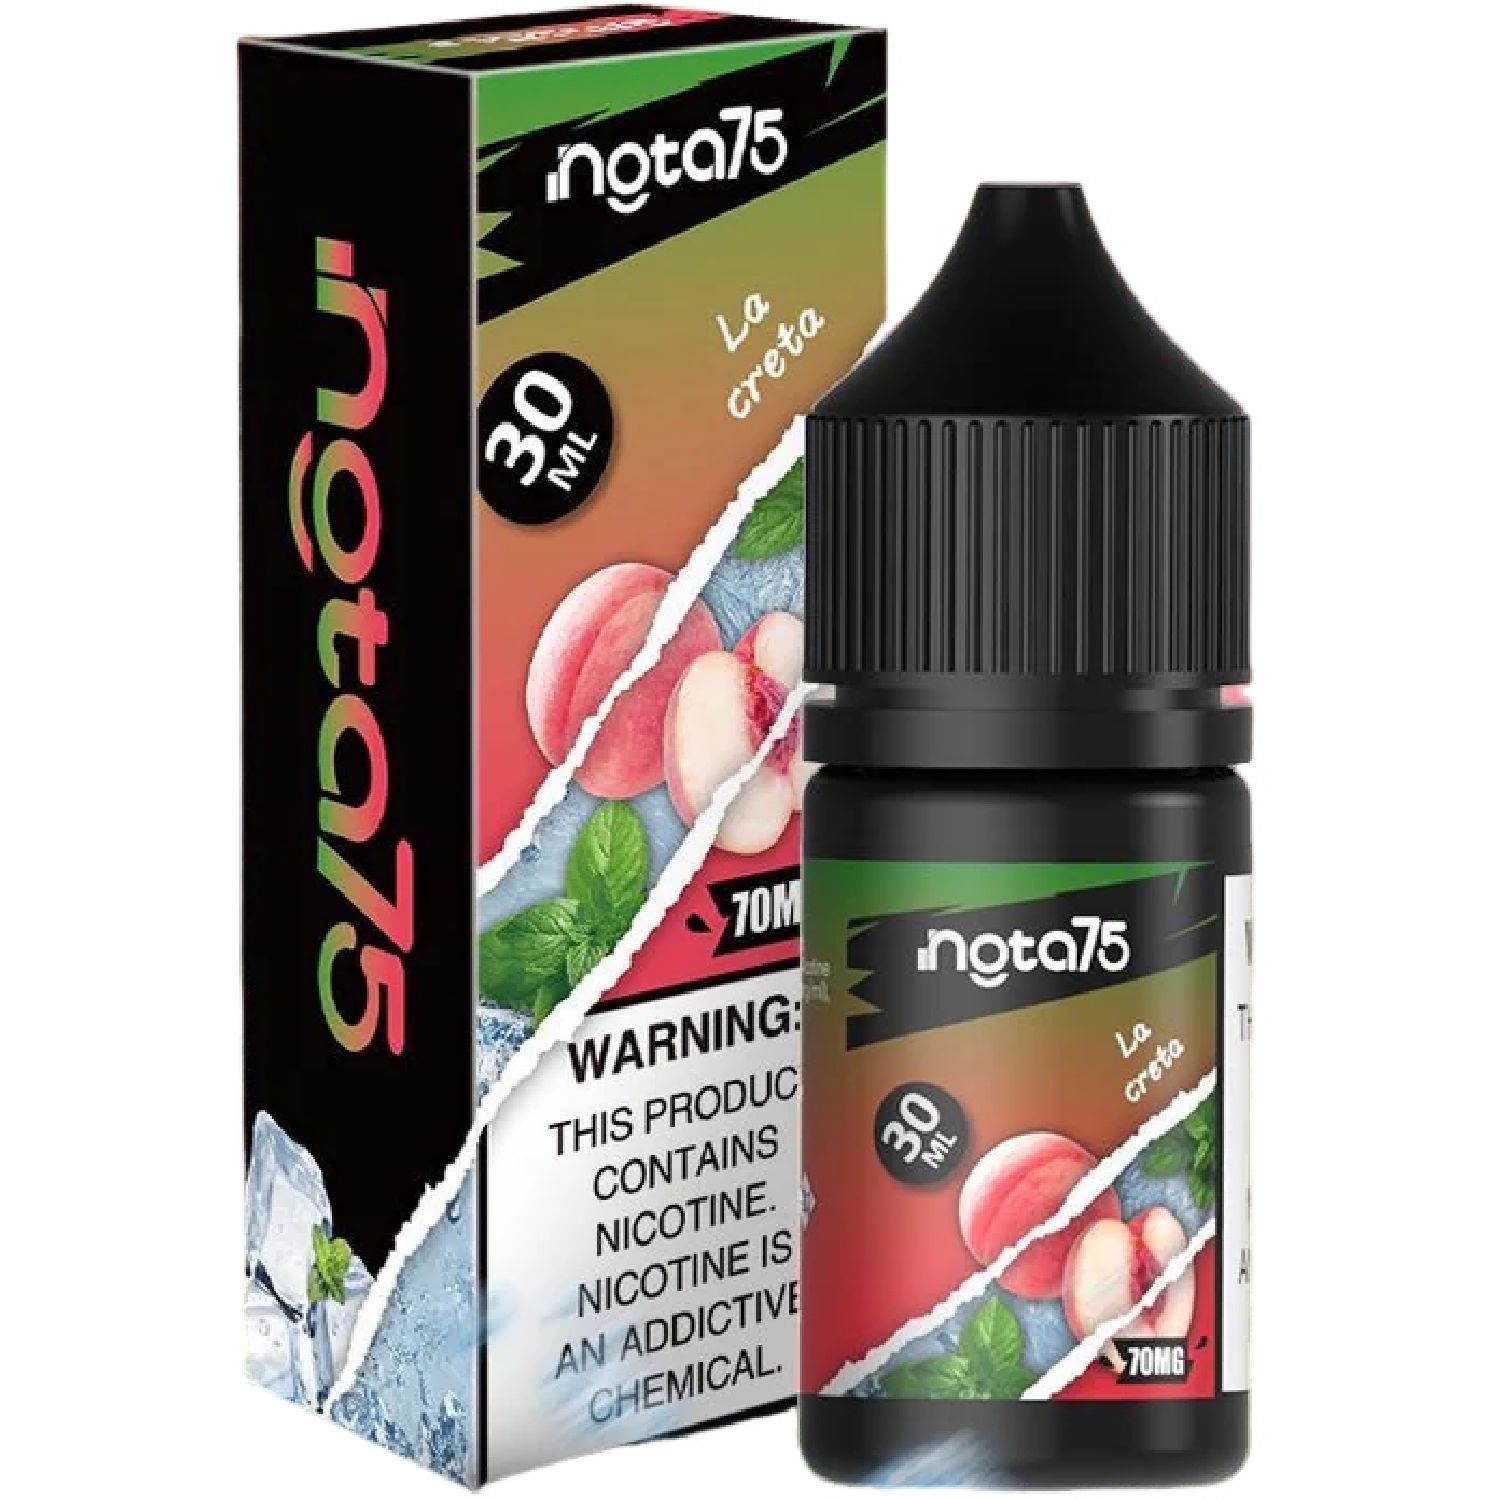 nota75
nota75
La
creta
30
ML
70M
WARNING:
THIS PRODUC
CONTAINS
NICOTINE.
NICOTINE IS
AN ADDICTIVE
CHEMICAL.
nota75
La
creta
30
ML
70MG